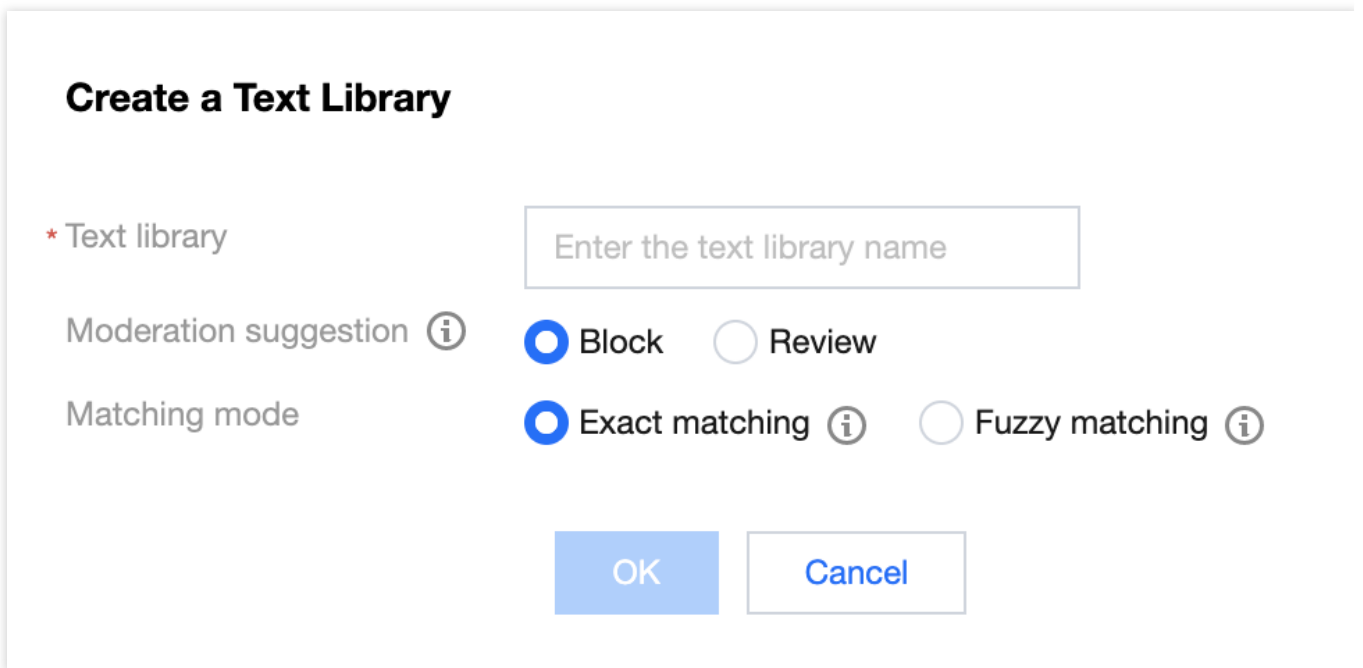 Create a Text Library
* Text library
Enter the text library name
Moderation suggestion
Block
Review
Matching mode
Exact matching
Fuzzy matching
OK
Cancel